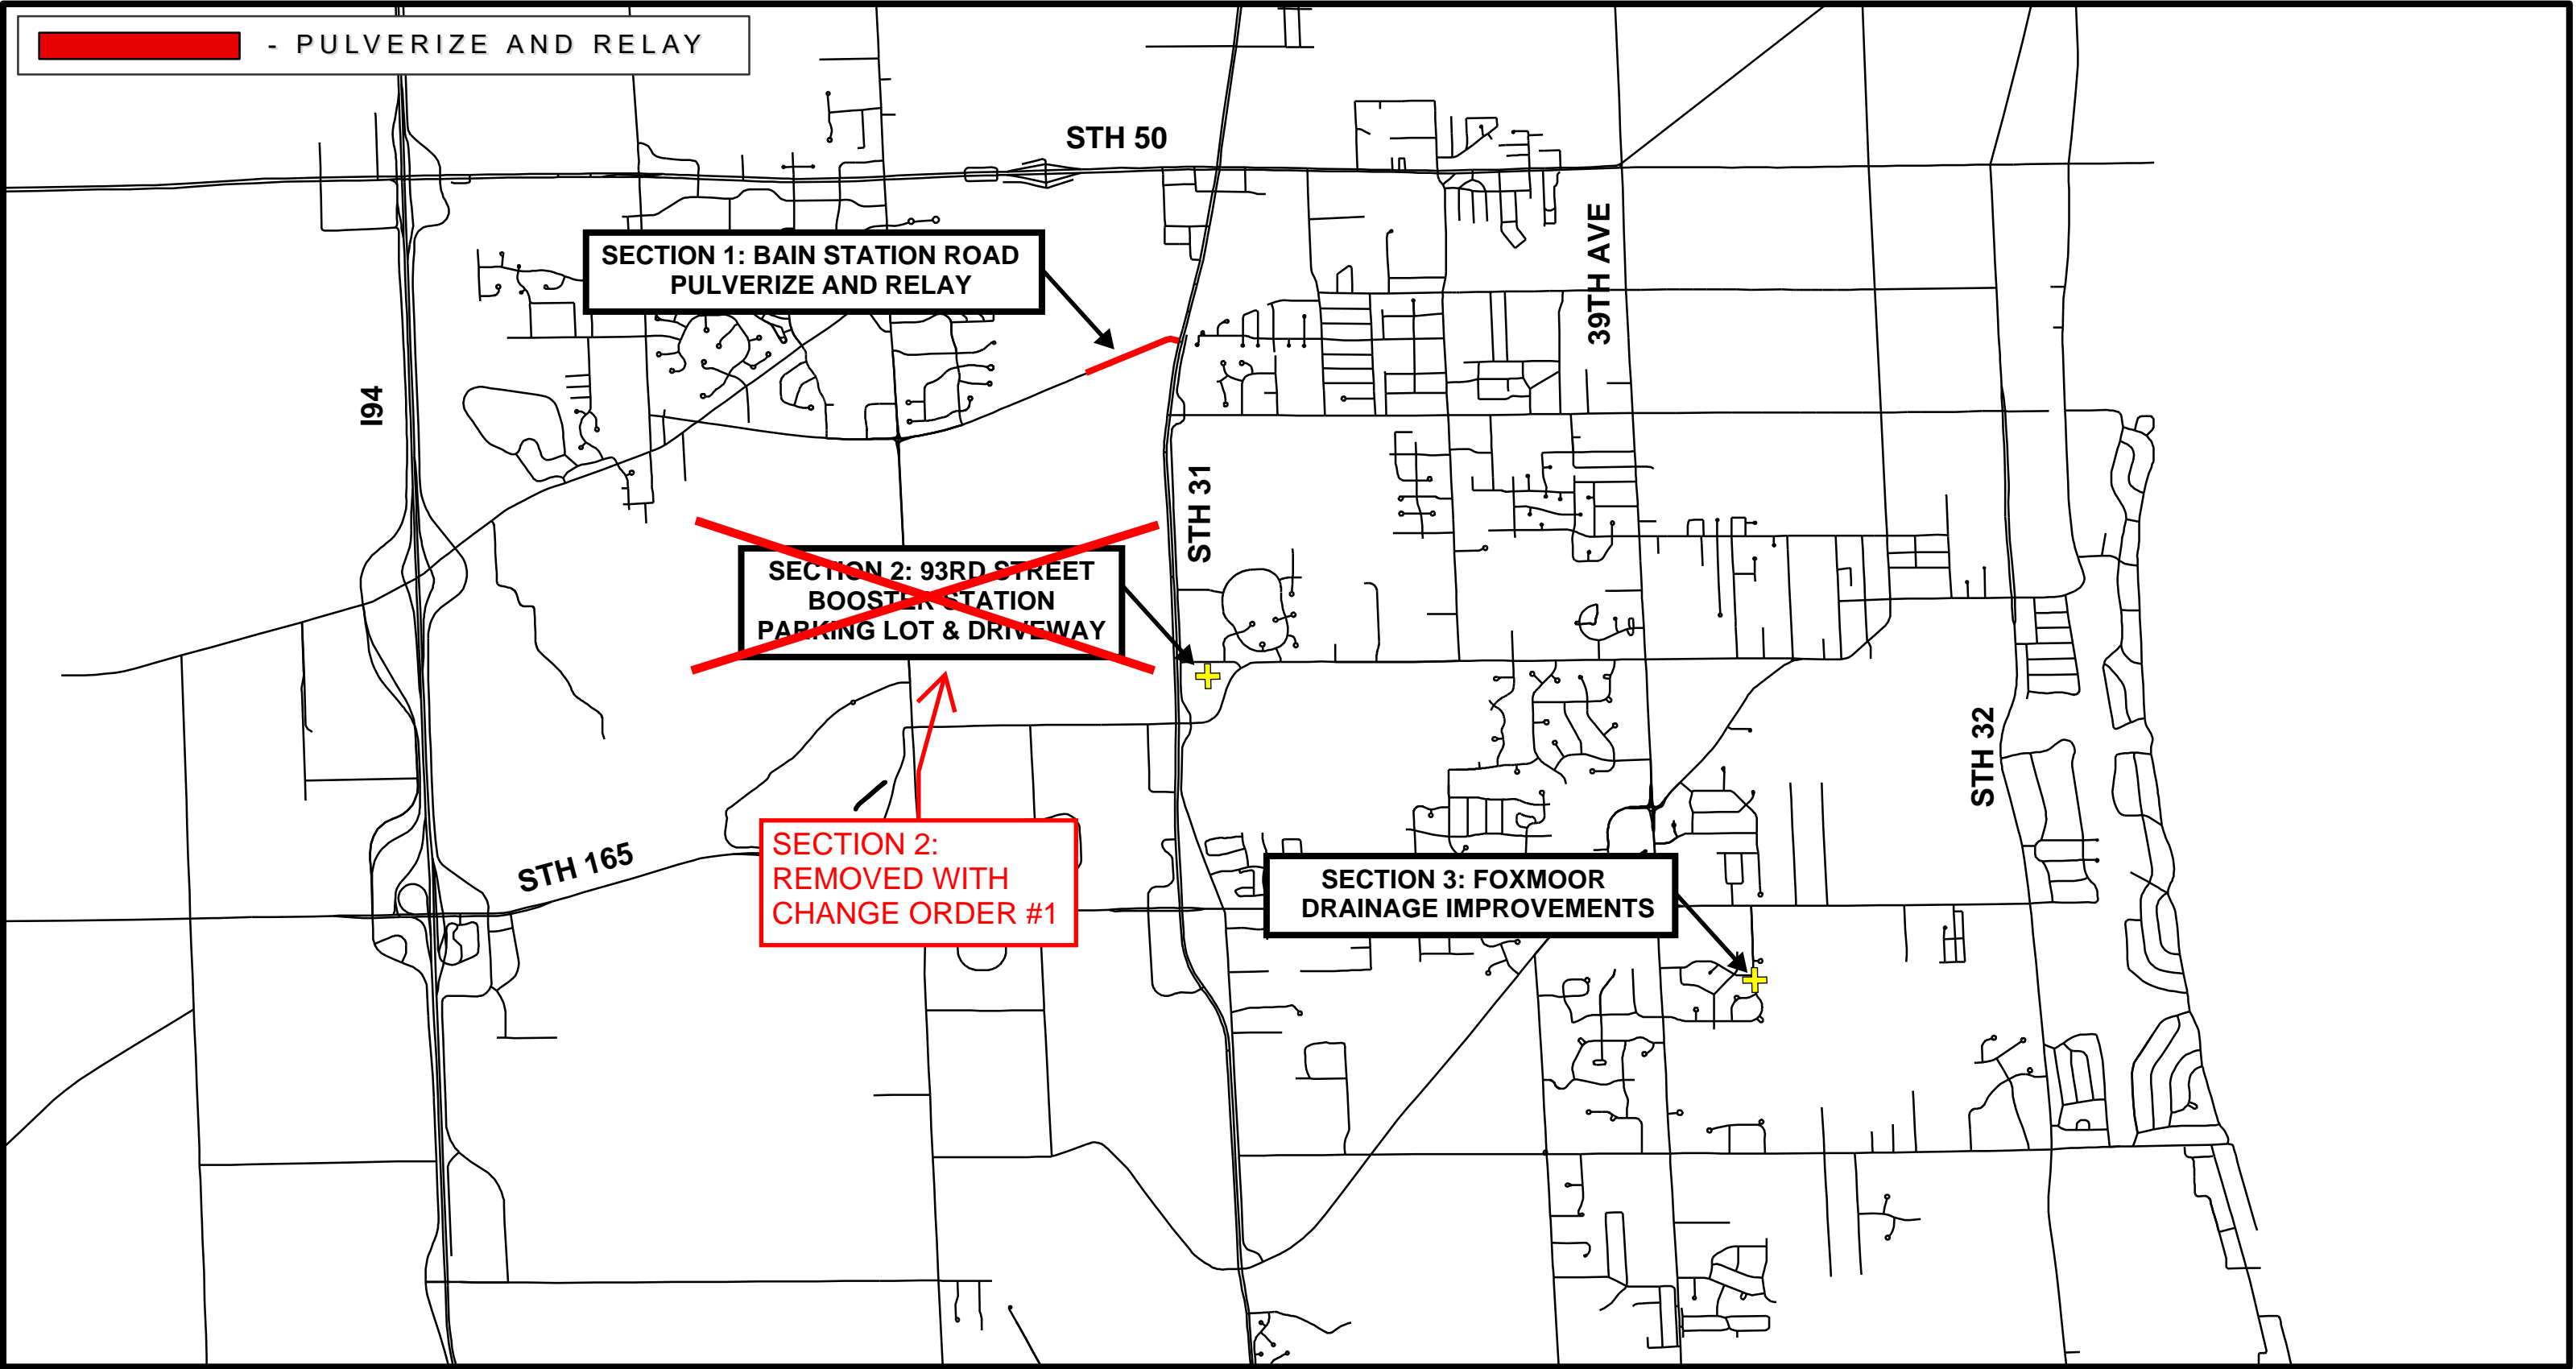 - PULVERIZE AND RELAY
STH 50
39TH AVE
SECTION 1: BAIN STATION ROAD
PULVERIZE AND RELAY
I94
STH 31
SECTION 2: 93RD STREET
BOOSTER STATION
PARKING LOT & DRIVEWAY
STH 32
SECTION 2:
REMOVED WITH
CHANGE ORDER #1
STH 165
SECTION 3: FOXMOOR
DRAINAGE IMPROVEMENTS